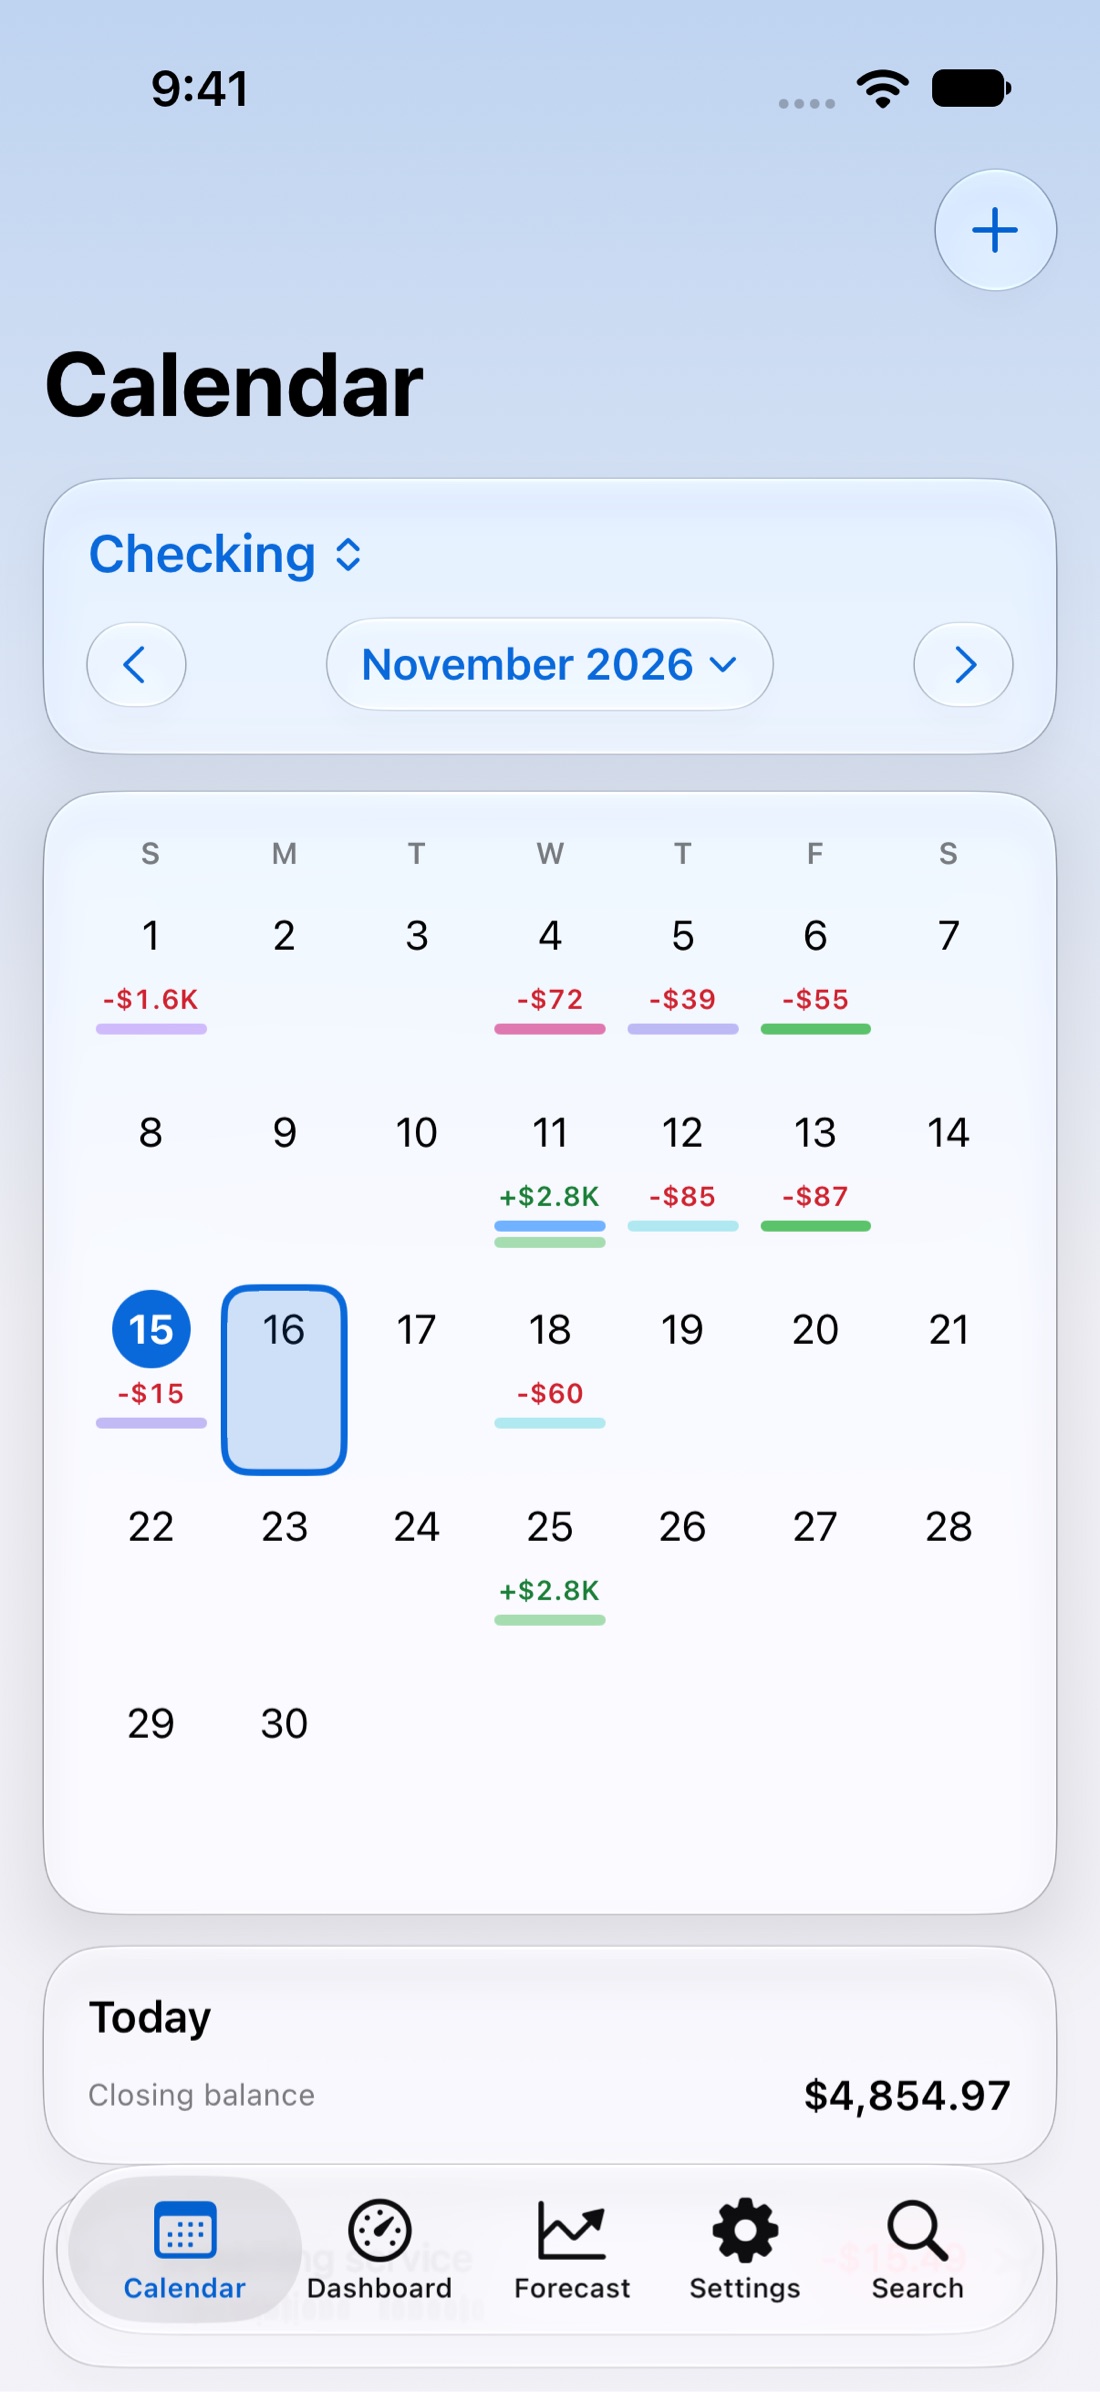 9:41
Calendar
Checking
November 2026
S M T W T F S
1 2 3 4 5 6 7
-$1.6K -$72 -$39 -$55
8 9 10 11 12 13 14
+$2.8K -$85 -$87
15 16 17 18 19 20 21
-$15 -$60
22 23 24 25 26 27 28
+$2.8K
29 30
Today
Closing balance $4,854.97
Calendar Dashboard Forecast Settings Search